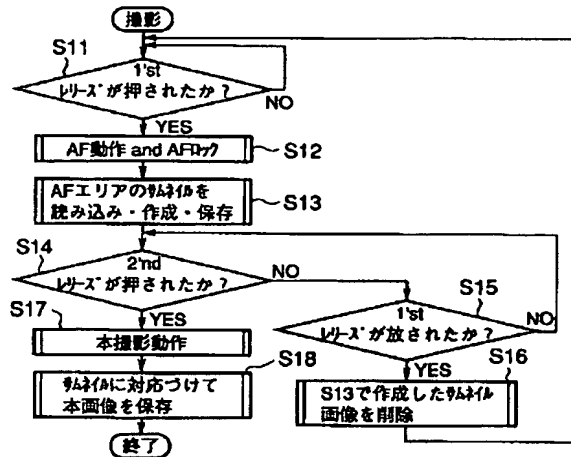 撮影
S11
1'st
ﾚﾘｰｽﾞが押されたか？
NO
YES
AF動作 and AFﾛｯｸ
S12
AFエリアのｻﾑﾈｲﾙを
読み込み・作成・保存
S13
S14
2'nd
ﾚﾘｰｽﾞが押されたか？
NO
YES
S15
1'st
ﾚﾘｰｽﾞが放されたか？
NO
YES
S17
本撮影動作
S18
ｻﾑﾈｲﾙに対応づけて
本画像を保存
S16
S13で作成したｻﾑﾈｲﾙ
画像を削除
終了